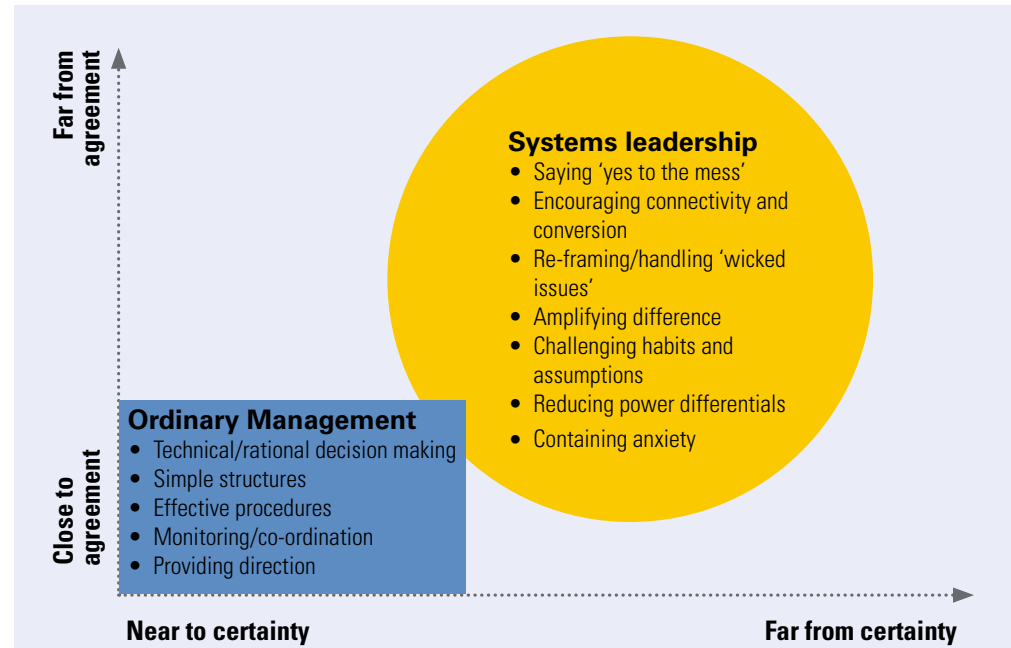 Far from
agreement
Systems leadership
• Saying ‘yes to the mess’
• Encouraging connectivity and
conversion
• Re-framing/handling ‘wicked
issues’
• Amplifying difference
• Challenging habits and
assumptions
• Reducing power differentials
• Containing anxiety
Close to
agreement
Ordinary Management
• Technical/rational decision making
• Simple structures
• Effective procedures
• Monitoring/co-ordination
• Providing direction
Near to certainty
Far from certainty